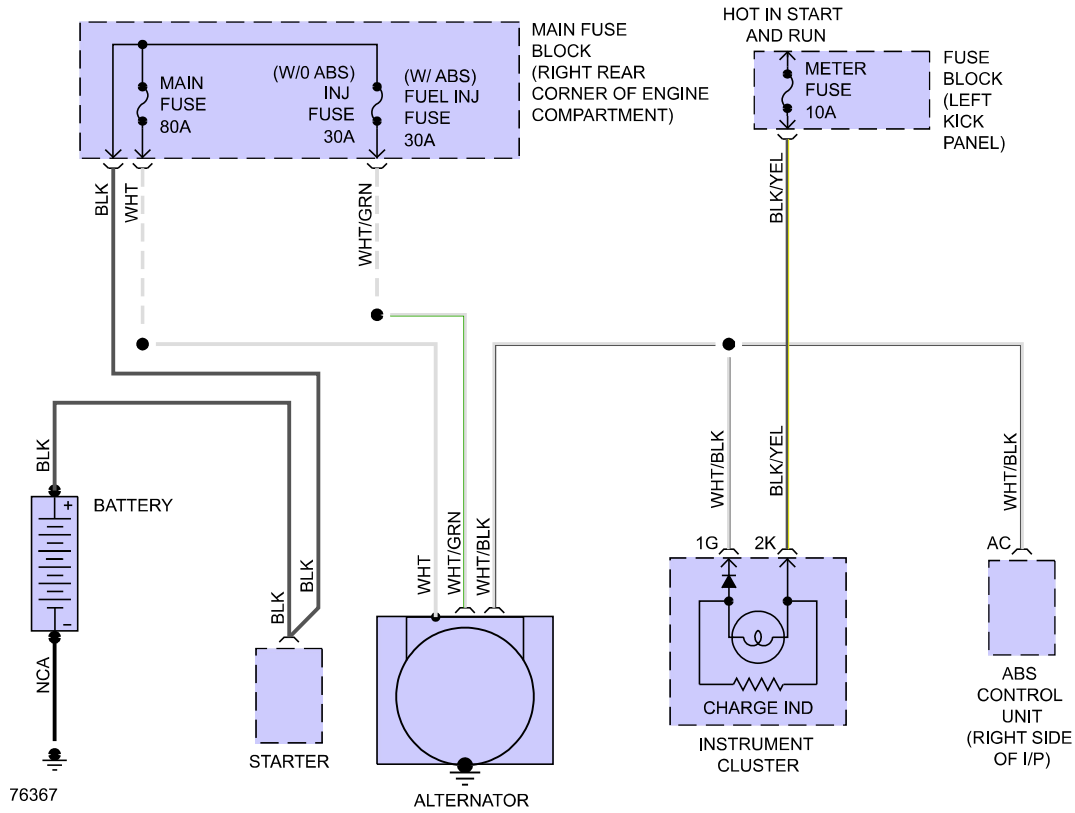 HOT IN START
AND RUN
MAIN FUSE
BLOCK
(RIGHT REAR
CORNER OF ENGINE
COMPARTMENT)
MAIN
FUSE
80A
(W/0 ABS)
INJ
FUSE
30A
(W/ ABS)
FUEL INJ
FUSE
30A
METER
FUSE
10A
FUSE
BLOCK
(LEFT
KICK
PANEL)
BLK
WHT
WHT/GRN
BLK/YEL
BLK
BATTERY
+
–
NCA
BLK
BLK
WHT
WHT/GRN
WHT/BLK
WHT/BLK
BLK/YEL
WHT/BLK
1G
2K
AC
STARTER
ALTERNATOR
CHARGE IND
INSTRUMENT
CLUSTER
ABS
CONTROL
UNIT
(RIGHT SIDE
OF I/P)
76367